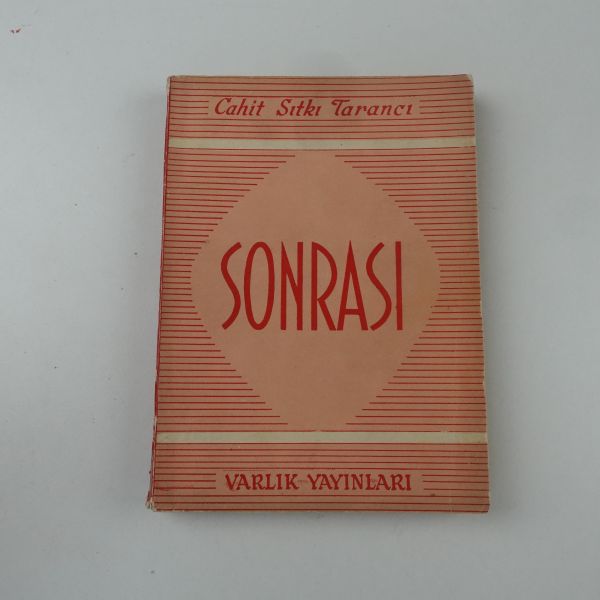 Cahit Sıtkı Tarancı
SONRASI
VARLIK YAYINLARI